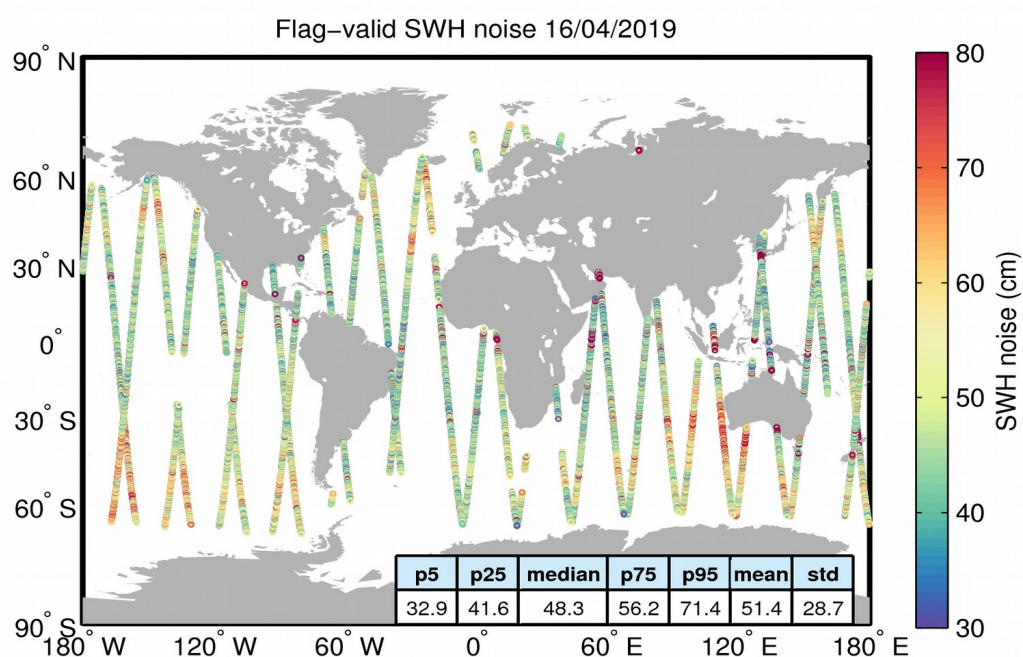 Flag−valid SWH noise 16/04/2019
90° N
60° N
30° N
0°
30° S
60° S
90° S
180° W
120° W
60° W
0°
60° E
120° E
180° E
p5 p25 median p75 p95 mean std
32.9 41.6 48.3 56.2 71.4 51.4 28.7
80
70
60
50
40
30
SWH noise (cm)